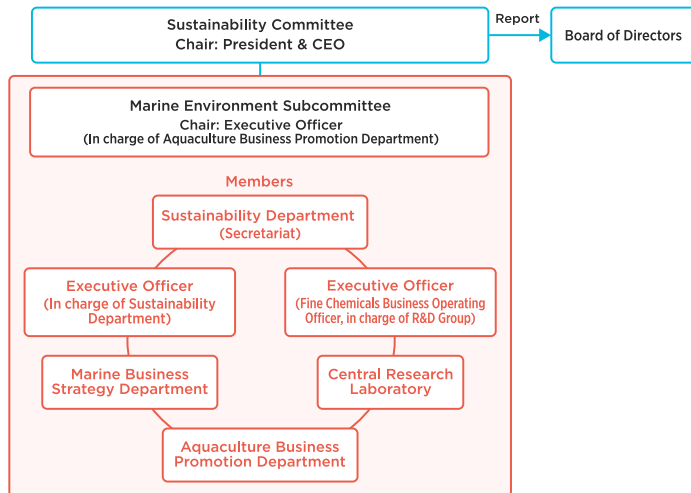 Sustainability Committee
Chair: President & CEO
Report
Board of Directors
Marine Environment Subcommittee
Chair: Executive Officer
(In charge of Aquaculture Business Promotion Department)
Members
Sustainability Department
(Secretariat)
Executive Officer
(In charge of Sustainability
Department)
Executive Officer
(Fine Chemicals Business Operating
Officer, in charge of R&D Group)
Marine Business
Strategy Department
Central Research
Laboratory
Aquaculture Business
Promotion Department